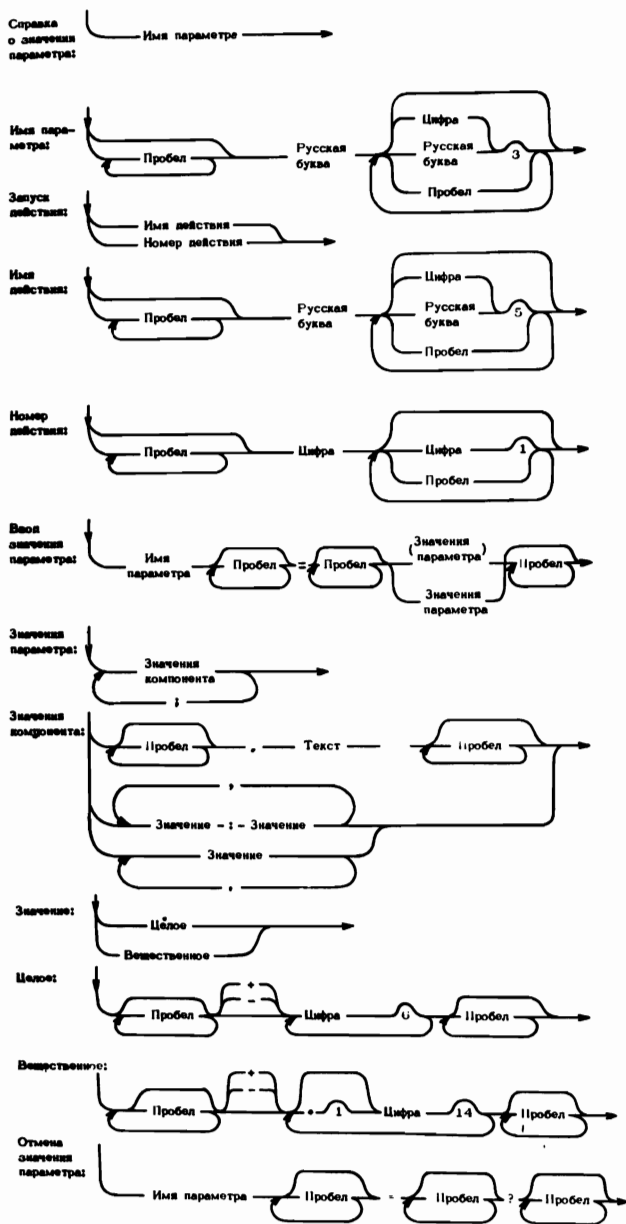 Справка
о значении
параметра:
Имя параметра
Имя пара-
метра:
Пробел
Русская
буква
Цифра
Русская
буква
3
Пробел
Запуск
действия:
Имя действия
Номер действия
Имя
действия:
Пробел
Русская
буква
Цифра
Русская
буква
5
Пробел
Номер
действия:
Пробел
Цифра
Цифра
1
Пробел
Ввод
значения
параметра:
Имя
параметра
Пробел
=
Пробел
(Значения
параметра)
Значения
параметра
Пробел
Значения
параметра:
Значения
компонента
;
Значения
компонента:
Пробел
Текст
Пробел
,
Значение - : - Значение
Значение
,
Значение:
Целое
Вещественное
Целое:
Пробел
+
-
Цифра
6
Пробел
Вещественное:
Пробел
+
-
1
Цифра
14
Пробел
Отмена
значения
параметра:
Имя параметра
Пробел
=
Пробел
?
Пробел